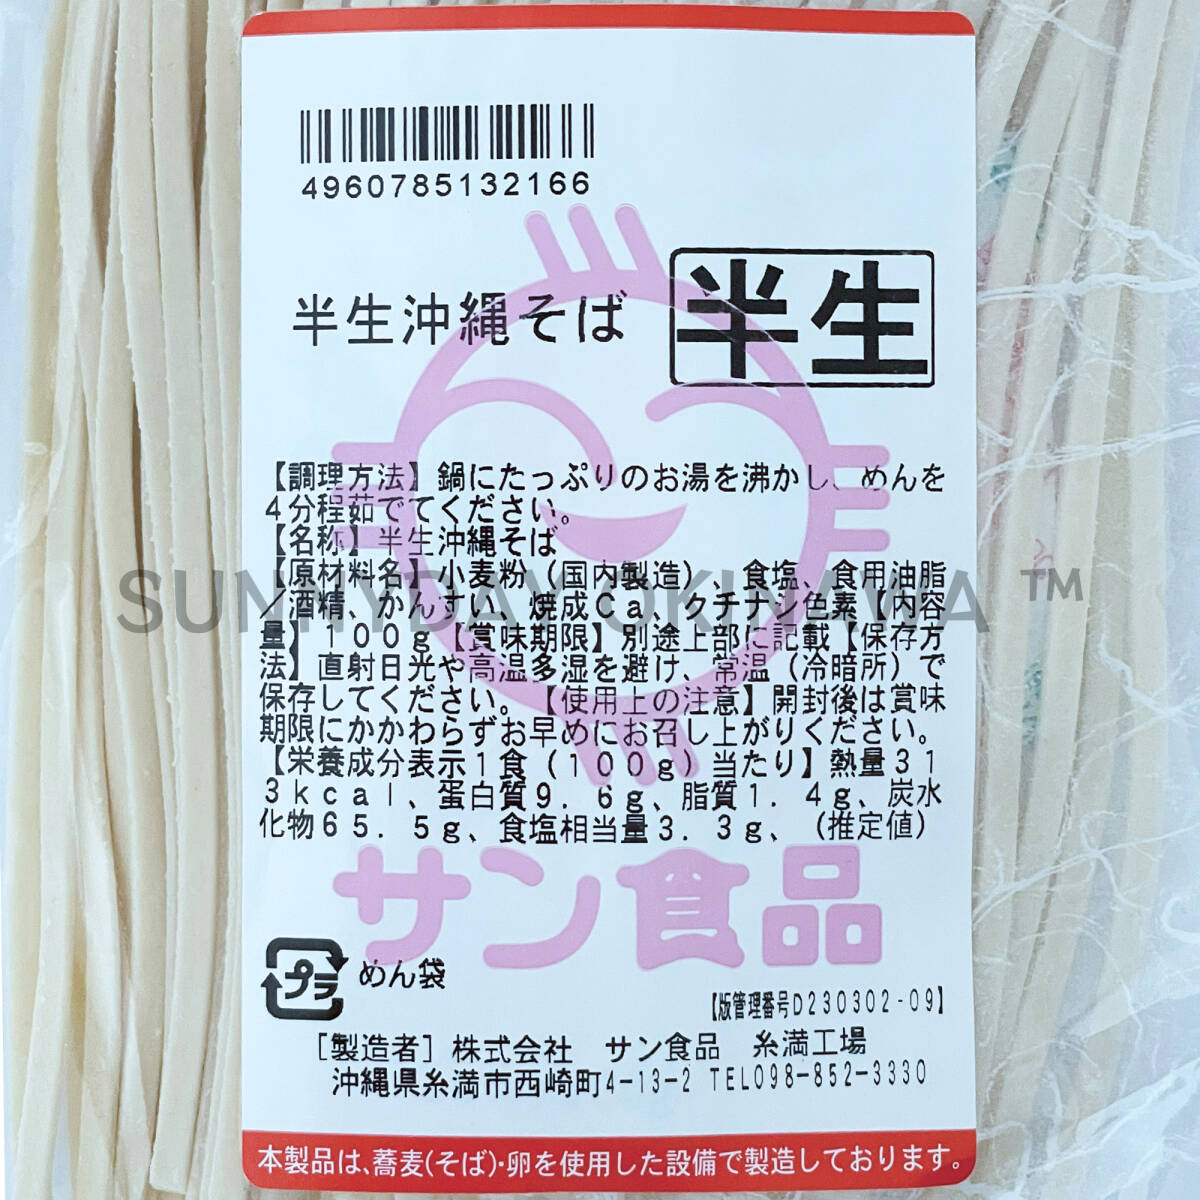 4960785132166
半生沖縄そば
半生
【調理方法】鍋にたっぷりのお湯を沸かし、めんを
4分程茹でてください。
【名称】半生沖縄そば
【原材料名】小麦粉(国内製造)、食塩、食用油脂
/酒精、かんすい、焼成Ca、クチナシ色素【内容
量】100g【賞味期限】別途上部に記載【保存方
法】直射日光や高温多湿を避け、常温(冷暗所)で
保存してください。【使用上の注意】開封後は賞味
期限にかかわらずお早めにお召し上がりください。
【栄養成分表示1食(100g)当たり】熱量31
3kcal、蛋白質9.6g、脂質1.4g、炭水
化物65.5g、食塩相当量3.3g、(推定値)
SUNNYDAY OKINAWA ™
サン食品
プラ めん袋
【版管理番号D230302-09】
[製造者]株式会社 サン食品 糸満工場
沖縄県糸満市西崎町4-13-2 TEL098-852-3330
本製品は、蕎麦(そば)・卵を使用した設備で製造しております。